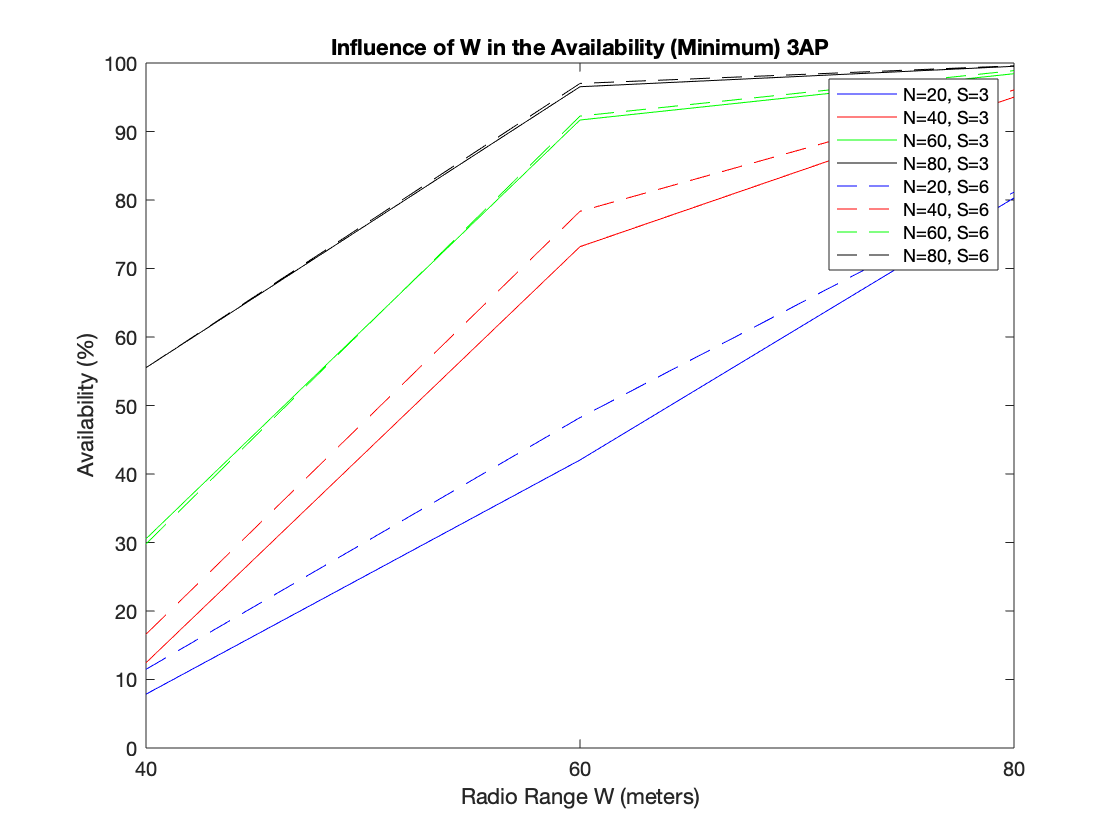 Influence of W in the Availability (Minimum) 3AP
100
90
80
70
60
50
40
30
20
10
0
Availability (%)
N=20, S=3
N=40, S=3
N=60, S=3
N=80, S=3
N=20, S=6
N=40, S=6
N=60, S=6
N=80, S=6
40 60 80
Radio Range W (meters)